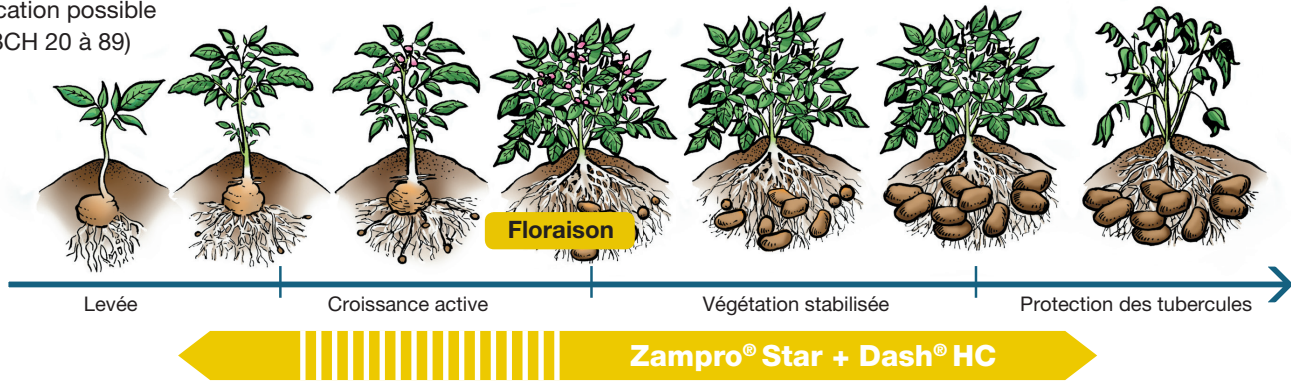 cation possible
BCH 20 à 89)
Floraison
Levée
Croissance active
Végétation stabilisée
Protection des tubercules
Zampro® Star + Dash® HC